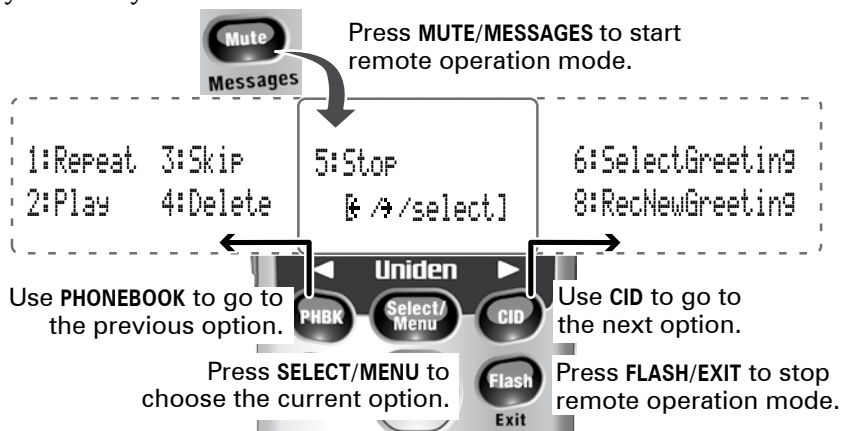 Mute
Messages
Press MUTE/MESSAGES to start
remote operation mode.
1:Repeat 3:Skip
2:Play 4:Delete
5:Stop
[ / /select]
6:SelectGreeting
8:RecNewGreeting
Uniden
PHBK
Select/
Menu
CID
Use PHONEBOOK to go to
the previous option.
Use CID to go to
the next option.
Press SELECT/MENU to
choose the current option.
Flash
Exit
Press FLASH/EXIT to stop
remote operation mode.